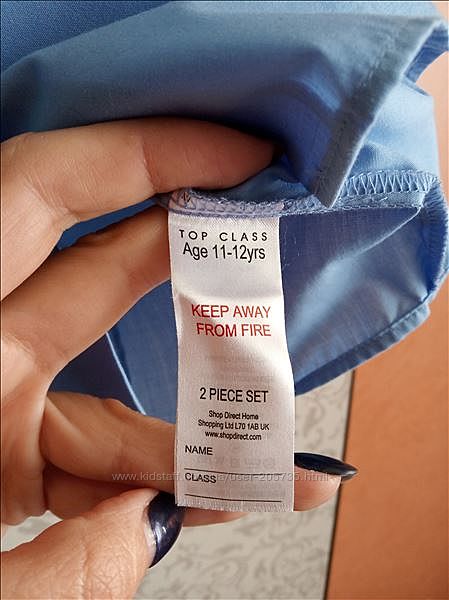 TOP CLASS
Age 11-12yrs
KEEP AWAY
FROM FIRE
2 PIECE SET
Shop Direct Home
Shopping Ltd L70 1AB UK
www.shopdirect.com
NAME
CLASS